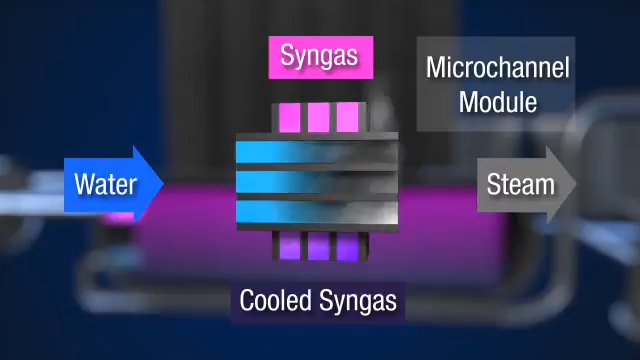 Syngas
Microchannel
Module
Water
Steam
Cooled Syngas